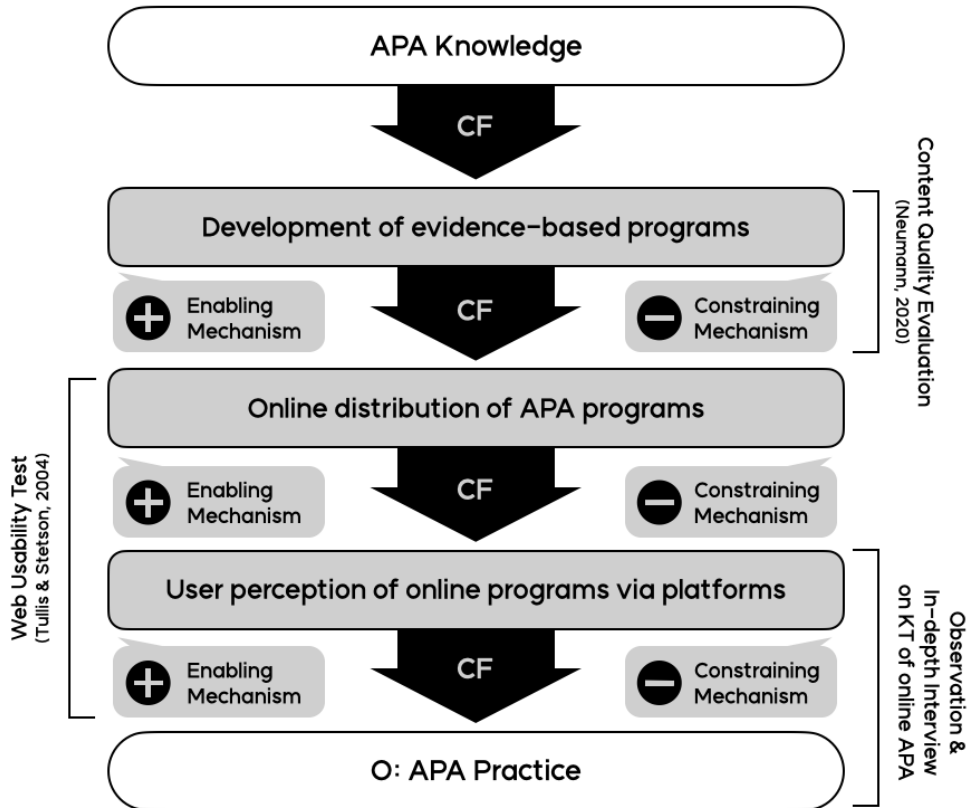 APA Knowledge
CF
Development of evidence-based programs
Enabling
Mechanism
CF
Constraining
Mechanism
Content Quality Evaluation
(Neumann, 2020)
Online distribution of APA programs
Enabling
Mechanism
CF
Constraining
Mechanism
Web Usability Test
(Tullis & Stetson, 2004)
User perception of online programs via platforms
Enabling
Mechanism
CF
Constraining
Mechanism
Observation &
In-depth Interview
on KT of online APA
O: APA Practice